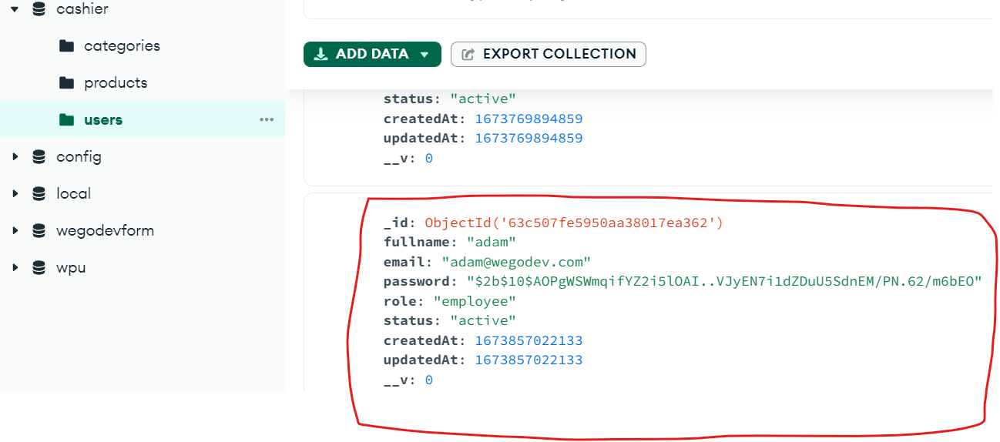 cashier
categories
products
users
config
local
wegodevform
wpu
ADD DATA
EXPORT COLLECTION
status: "active"
createdAt: 1673769894859
updatedAt: 1673769894859
__v: 0
_id: ObjectId('63c507fe5950aa38017ea362')
fullname: "adam"
email: "adam@wegodev.com"
password: "$2b$10$AOPgWSWmqifYZ2i5lOAI..VJyEN7i1dZDuU5SdnEM/PN.62/m6bEO"
role: "employee"
status: "active"
createdAt: 1673857022133
updatedAt: 1673857022133
__v: 0